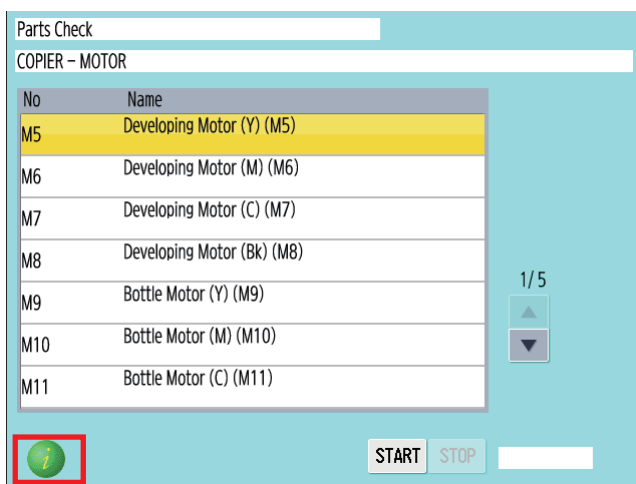 Parts Check
COPIER – MOTOR
No Name
M5 Developing Motor (Y) (M5)
M6 Developing Motor (M) (M6)
M7 Developing Motor (C) (M7)
M8 Developing Motor (Bk) (M8)
M9 Bottle Motor (Y) (M9)
M10 Bottle Motor (M) (M10)
M11 Bottle Motor (C) (M11)
1/5
i
START STOP